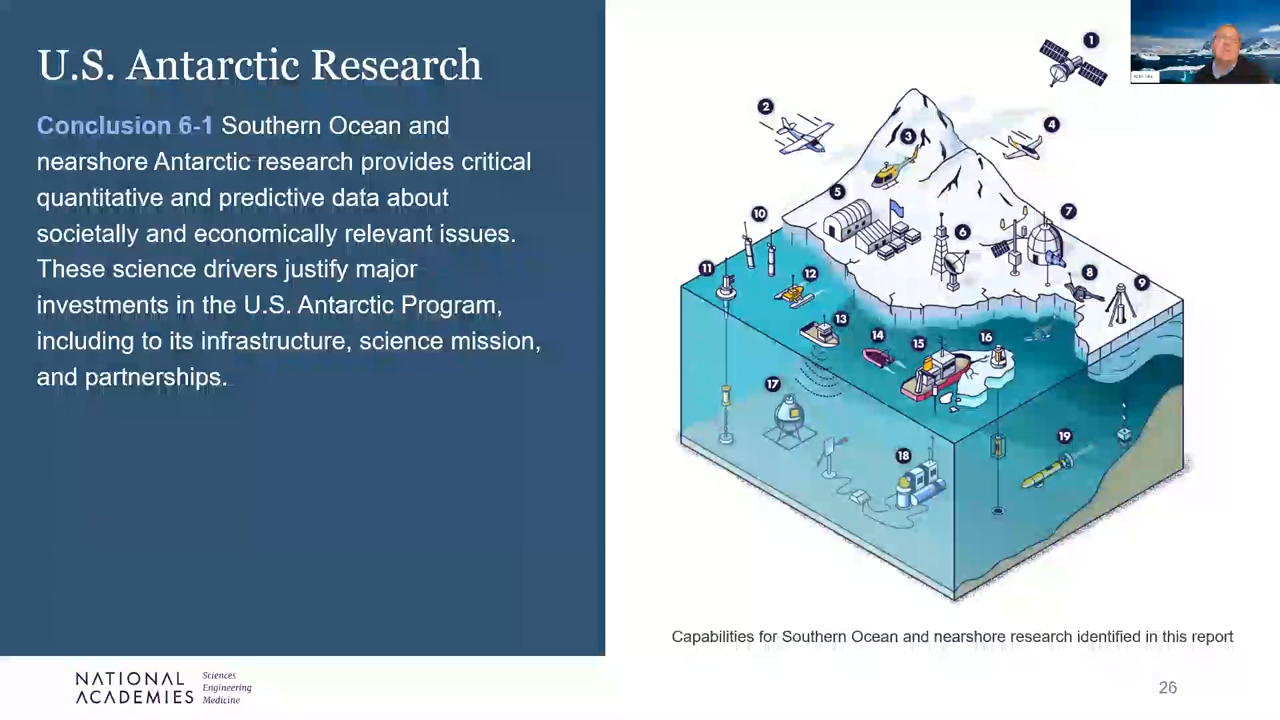 U.S. Antarctic Research
Conclusion 6-1 Southern Ocean and
nearshore Antarctic research provides critical
quantitative and predictive data about
societally and economically relevant issues.
These science drivers justify major
investments in the U.S. Antarctic Program,
including to its infrastructure, science mission,
and partnerships.
1
2
3
4
5
6
7
8
9
10
11
12
13
14
15
16
17
18
19
Capabilities for Southern Ocean and nearshore research identified in this report
NATIONAL
ACADEMIES
Sciences
Engineering
Medicine
26